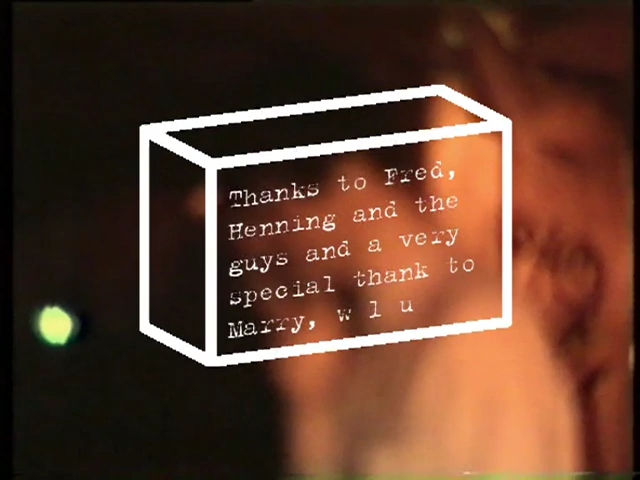 Thanks to Fred,
Henning and the
guys and a very
special thank to
Marry, w l u